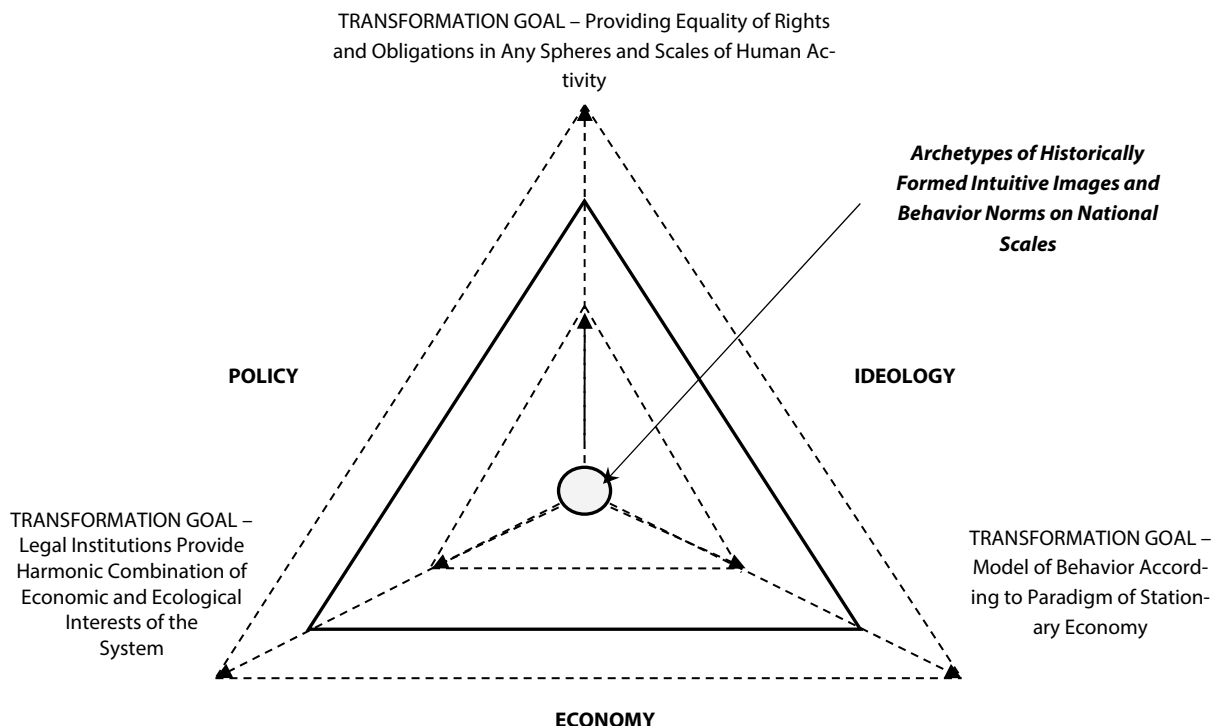 TRANSFORMATION GOAL – Providing Equality of Rights
and Obligations in Any Spheres and Scales of Human Ac-
tivity
Archetypes of Historically
Formed Intuitive Images and
Behavior Norms on National
Scales
POLICY
IDEOLOGY
TRANSFORMATION GOAL –
Legal Institutions Provide
Harmonic Combination of
Economic and Ecological
Interests of the
System
TRANSFORMATION GOAL –
Model of Behavior Accord-
ing to Paradigm of Station-
ary Economy
ECONOMY